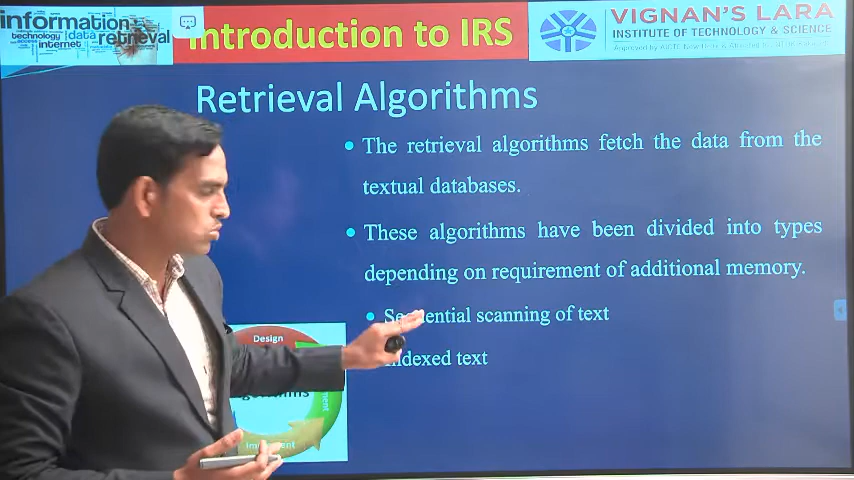 information
technology data
internet retrieval
Introduction to IRS
VIGNAN'S LARA
INSTITUTE OF TECHNOLOGY & SCIENCE
Retrieval Algorithms
• The retrieval algorithms fetch the data from the
textual databases.
• These algorithms have been divided into types
depending on requirement of additional memory.
• Sequential scanning of text
Indexed text
Design